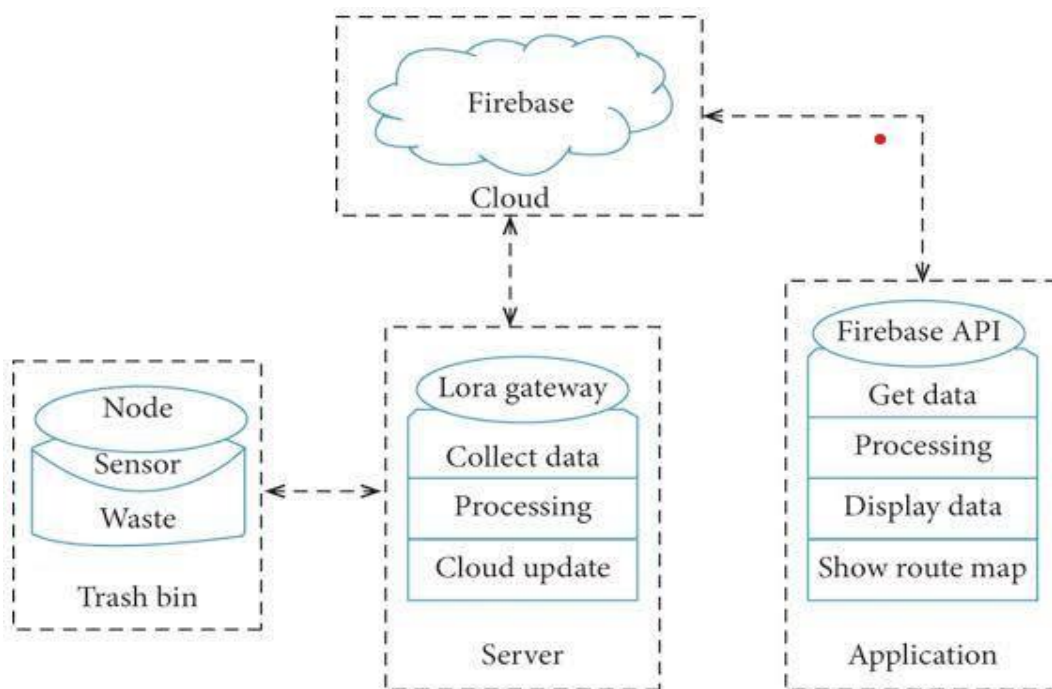 Firebase
Cloud
Node
Sensor
Waste
Trash bin
Lora gateway
Collect data
Processing
Cloud update
Server
Firebase API
Get data
Processing
Display data
Show route map
Application